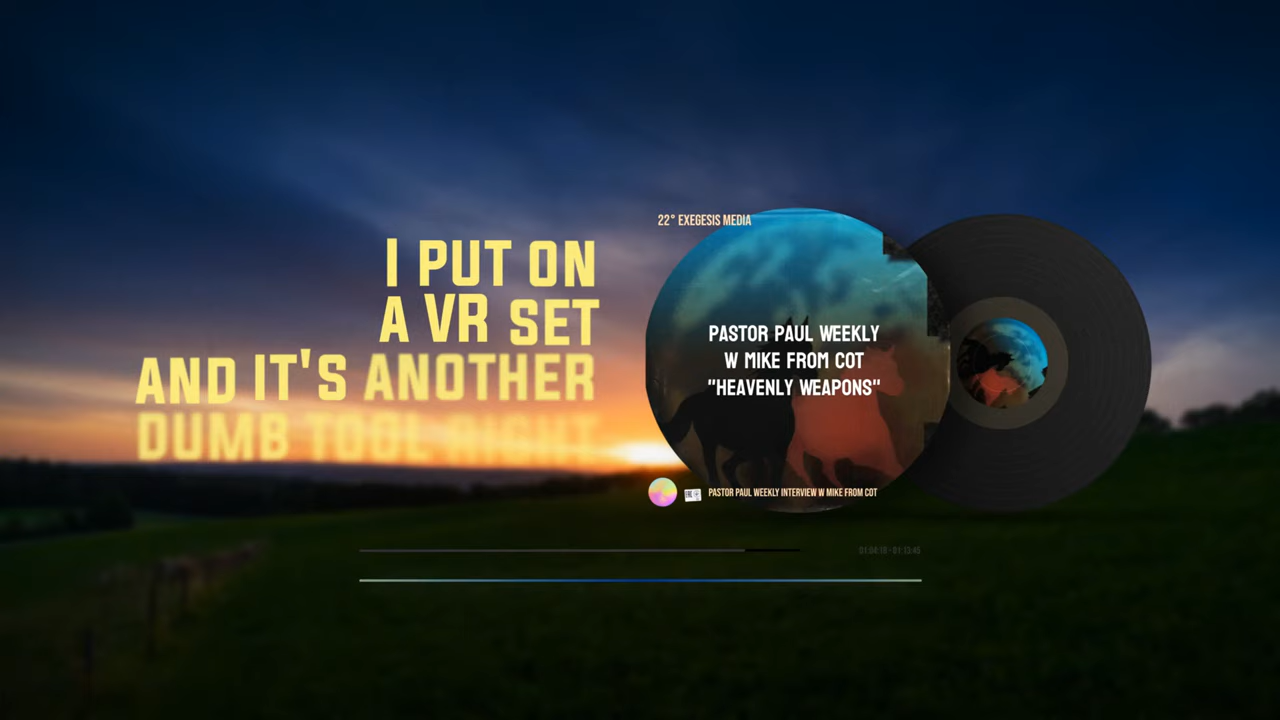 22° EXEGESIS MEDIA
I PUT ON
A VR SET
AND IT'S ANOTHER
DUMB TOOL RIGHT
PASTOR PAUL WEEKLY
W MIKE FROM COT
"HEAVENLY WEAPONS"
PASTOR PAUL WEEKLY INTERVIEW W MIKE FROM COT